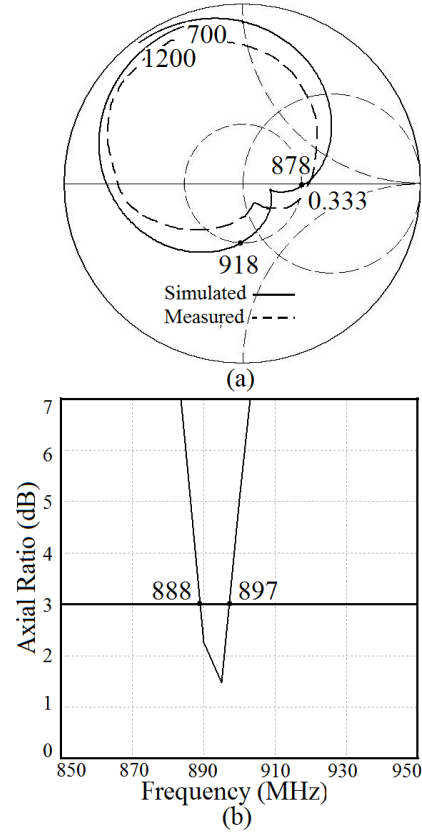 700
1200
878
0.333
918
Simulated
Measured
(a)
7
6
5
4
3
2
1
0
Axial Ratio (dB)
888
897
850 870 890 910 930 950
Frequency (MHz)
(b)